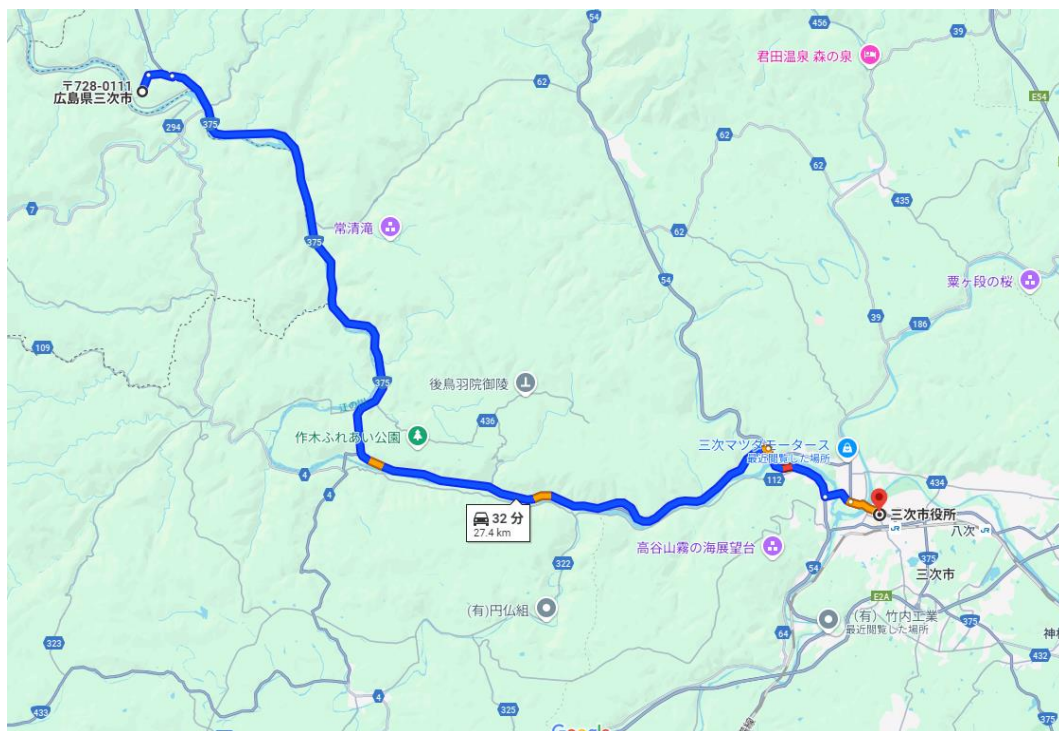 54
456
39
君田温泉 森の泉
〒728-0111
広島県三次市
62
E54
294
375
62
62
435
7
常清滝
375
62
54
粟ヶ段の桜
39
186
109
375
後鳥羽院御陵
江の川
436
作木ふれあい公園
三次マツダモータース
最近閲覧した場所
4
4
112
434
32 分
27.4 km
三次市役所
八次
高谷山霧の海展望台
322
54
375
三次市
E2A
(有)円仏組
(有)竹内工業
最近閲覧した場所
375
64
323
432
4
433
325
Google